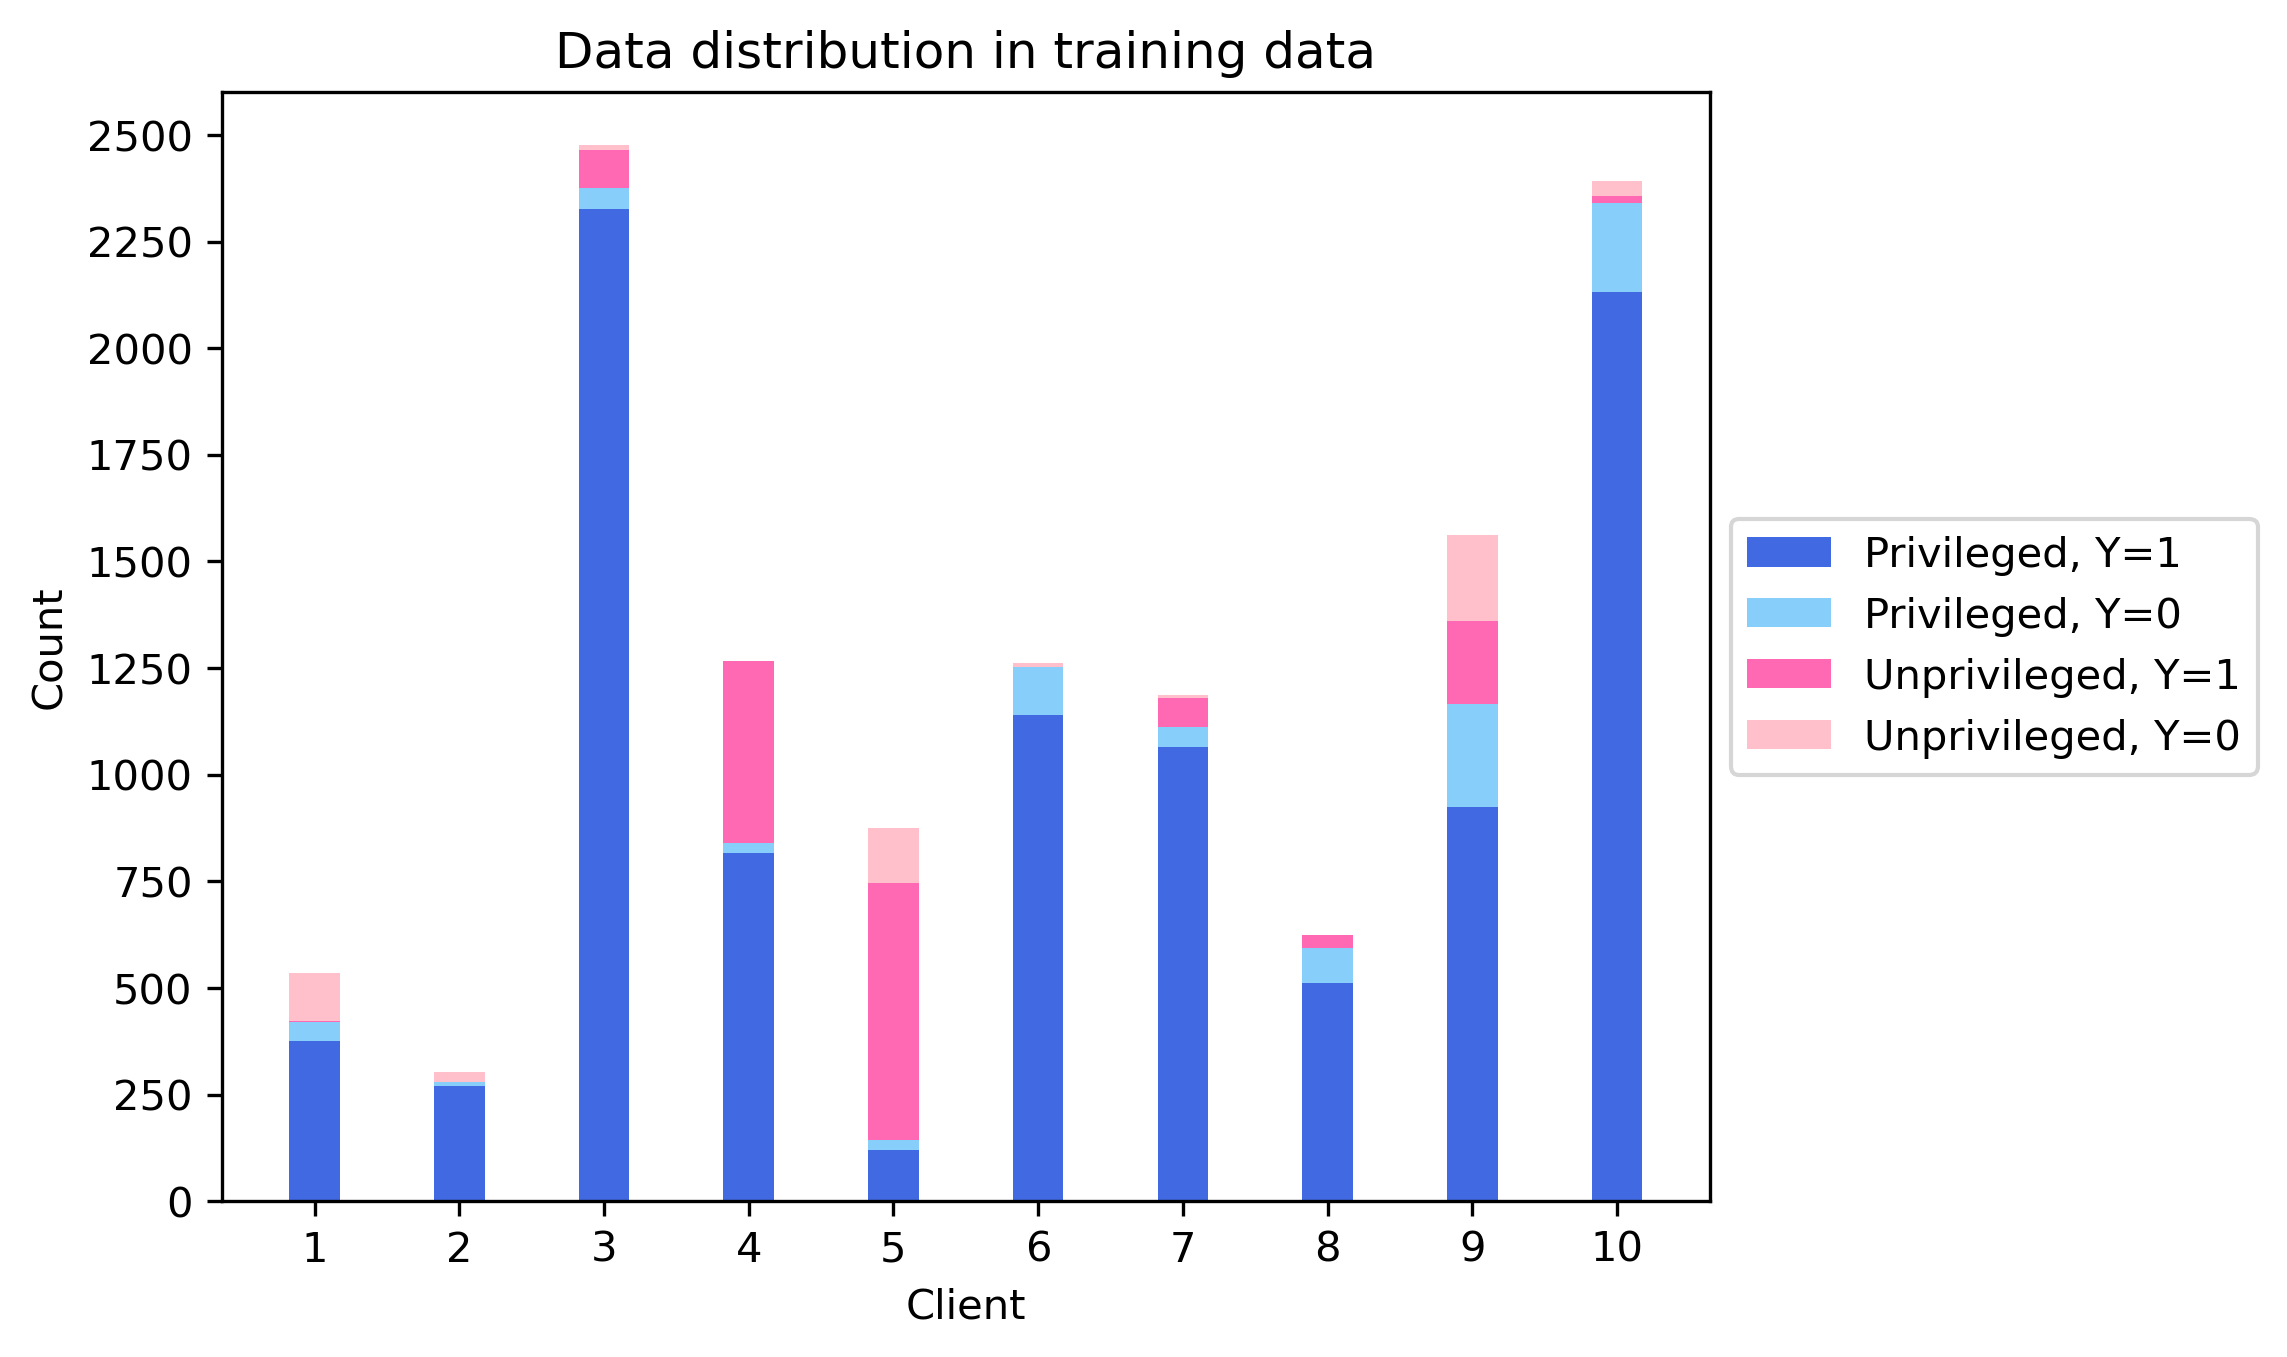 Data distribution in training data
2500
2250
2000
1750
1500
1250
1000
750
500
250
0
Count
1 2 3 4 5 6 7 8 9 10
Client
Privileged, Y=1
Privileged, Y=0
Unprivileged, Y=1
Unprivileged, Y=0